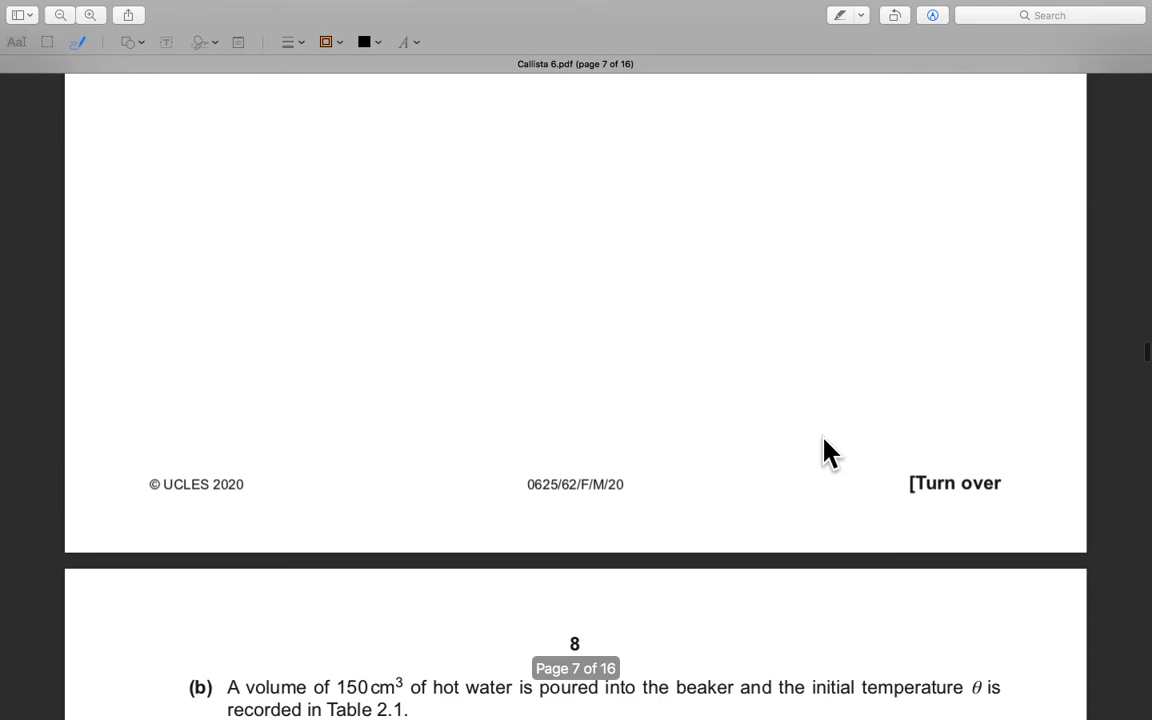 Search
AaI
T
A
Callista 6.pdf (page 7 of 16)
© UCLES 2020 0625/62/F/M/20 [Turn over
8
Page 7 of 16
(b) A volume of 150 cm³ of hot water is poured into the beaker and the initial temperature θ is
recorded in Table 2.1.